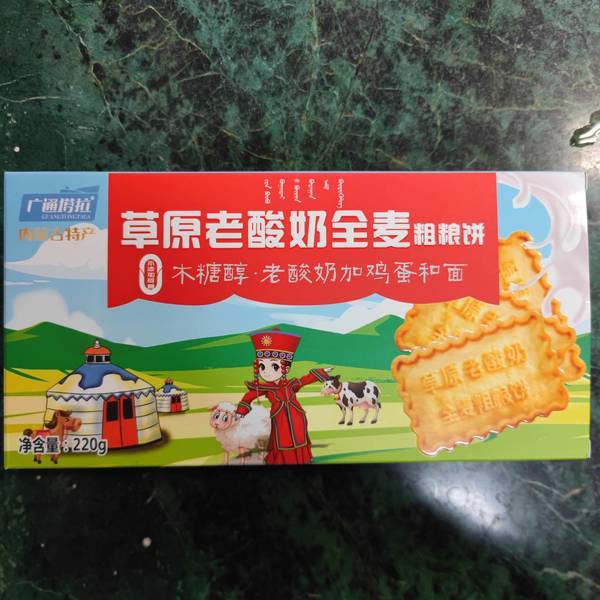 广通塔拉
GUANGTONGTALA
内蒙古特产
草原老酸奶全麦粗粮饼
木糖醇·老酸奶加鸡蛋和面
草原老酸奶
全麦粗粮饼
净含量：220g